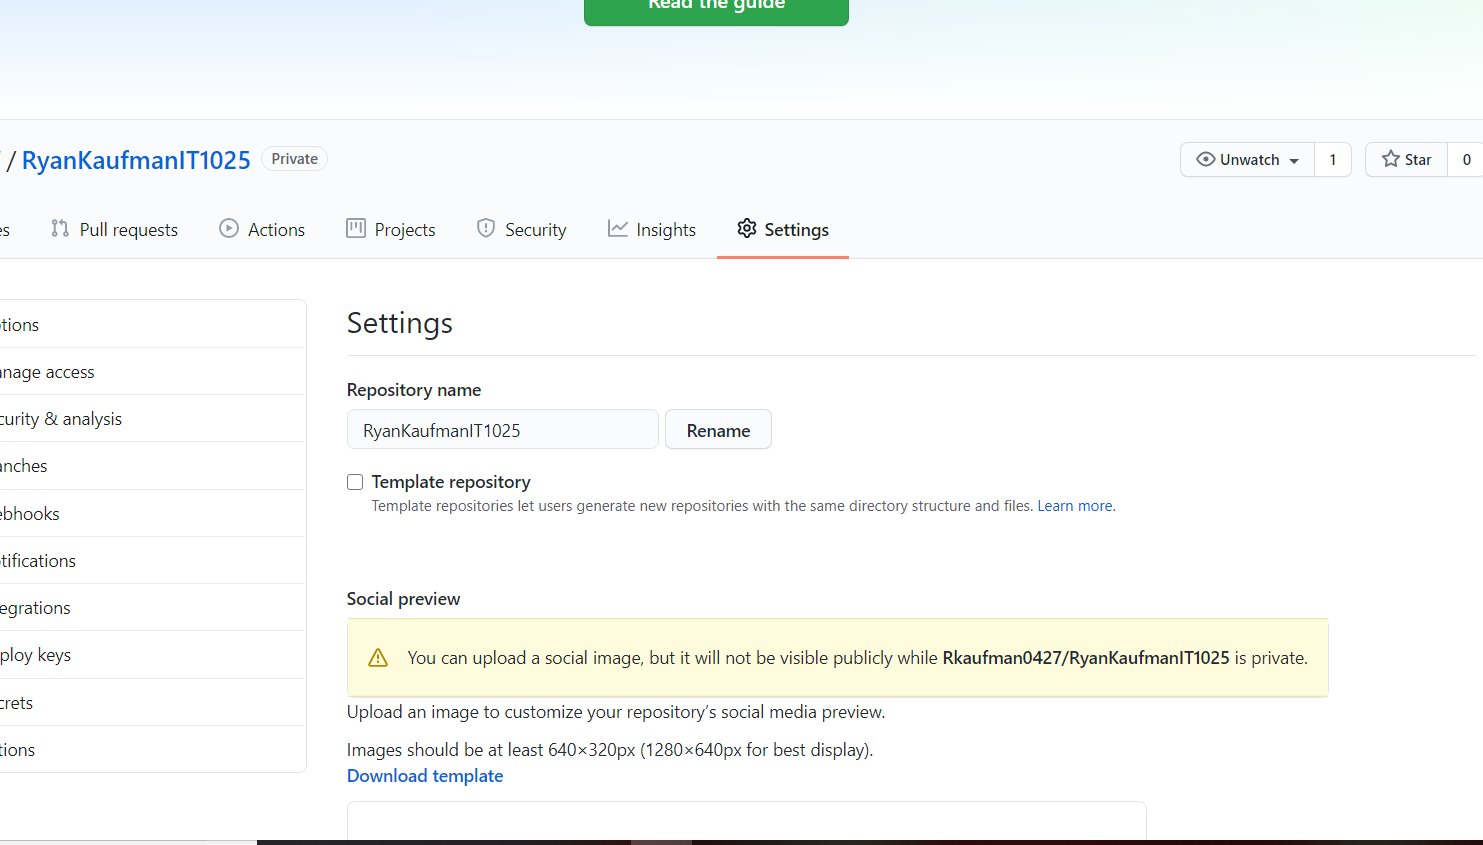 Read the guide
/ RyanKaufmanIT1025 Private
Unwatch 1 Star 0
Pull requests Actions Projects Security Insights Settings
Settings
Repository name
RyanKaufmanIT1025 Rename
Template repository
Template repositories let users generate new repositories with the same directory structure and files. Learn more.
Social preview
You can upload a social image, but it will not be visible publicly while Rkaufman0427/RyanKaufmanIT1025 is private.
Upload an image to customize your repository's social media preview.
Images should be at least 640×320px (1280×640px for best display).
Download template
tions
nage access
curity & analysis
anches
ebhooks
tifications
egrations
ploy keys
crets
tions